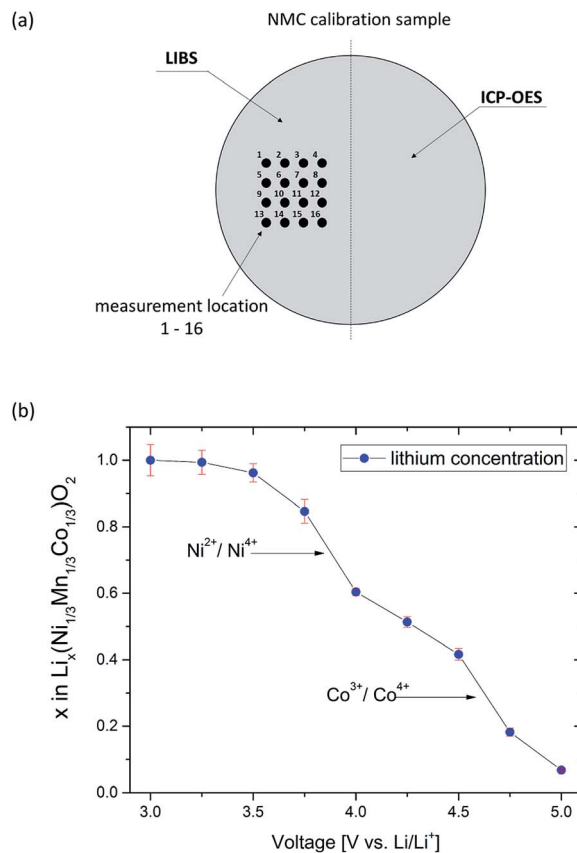 (a)
NMC calibration sample
LIBS
ICP-OES
1 2 3 4
5 6 7 8
9 10 11 12
13 14 15 16
measurement location
1 - 16
(b)
lithium concentration
Ni²⁺/ Ni⁴⁺
Co³⁺/ Co⁴⁺
x in Liₓ(Ni₁/₃Mn₁/₃Co₁/₃)O₂
1.0
0.8
0.6
0.4
0.2
0.0
3.0 3.5 4.0 4.5 5.0
Voltage [V vs. Li/Li⁺]